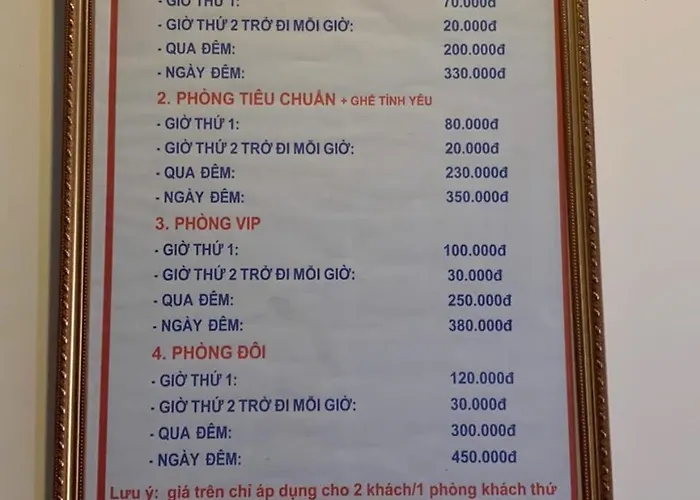 - GIỜ THỨ 1: 70.000đ
- GIỜ THỨ 2 TRỞ ĐI MỖI GIỜ: 20.000đ
- QUA ĐÊM: 200.000đ
- NGÀY ĐÊM: 330.000đ
2. PHÒNG TIÊU CHUẨN + GHẾ TÌNH YÊU
- GIỜ THỨ 1: 80.000đ
- GIỜ THỨ 2 TRỞ ĐI MỖI GIỜ: 20.000đ
- QUA ĐÊM: 230.000đ
- NGÀY ĐÊM: 350.000đ
3. PHÒNG VIP
- GIỜ THỨ 1: 100.000đ
- GIỜ THỨ 2 TRỞ ĐI MỖI GIỜ: 30.000đ
- QUA ĐÊM: 250.000đ
- NGÀY ĐÊM: 380.000đ
4. PHÒNG ĐÔI
- GIỜ THỨ 1: 120.000đ
- GIỜ THỨ 2 TRỞ ĐI MỖI GIỜ: 30.000đ
- QUA ĐÊM: 300.000đ
- NGÀY ĐÊM: 450.000đ
Lưu ý: giá trên chỉ áp dụng cho 2 khách/1 phòng khách thứ